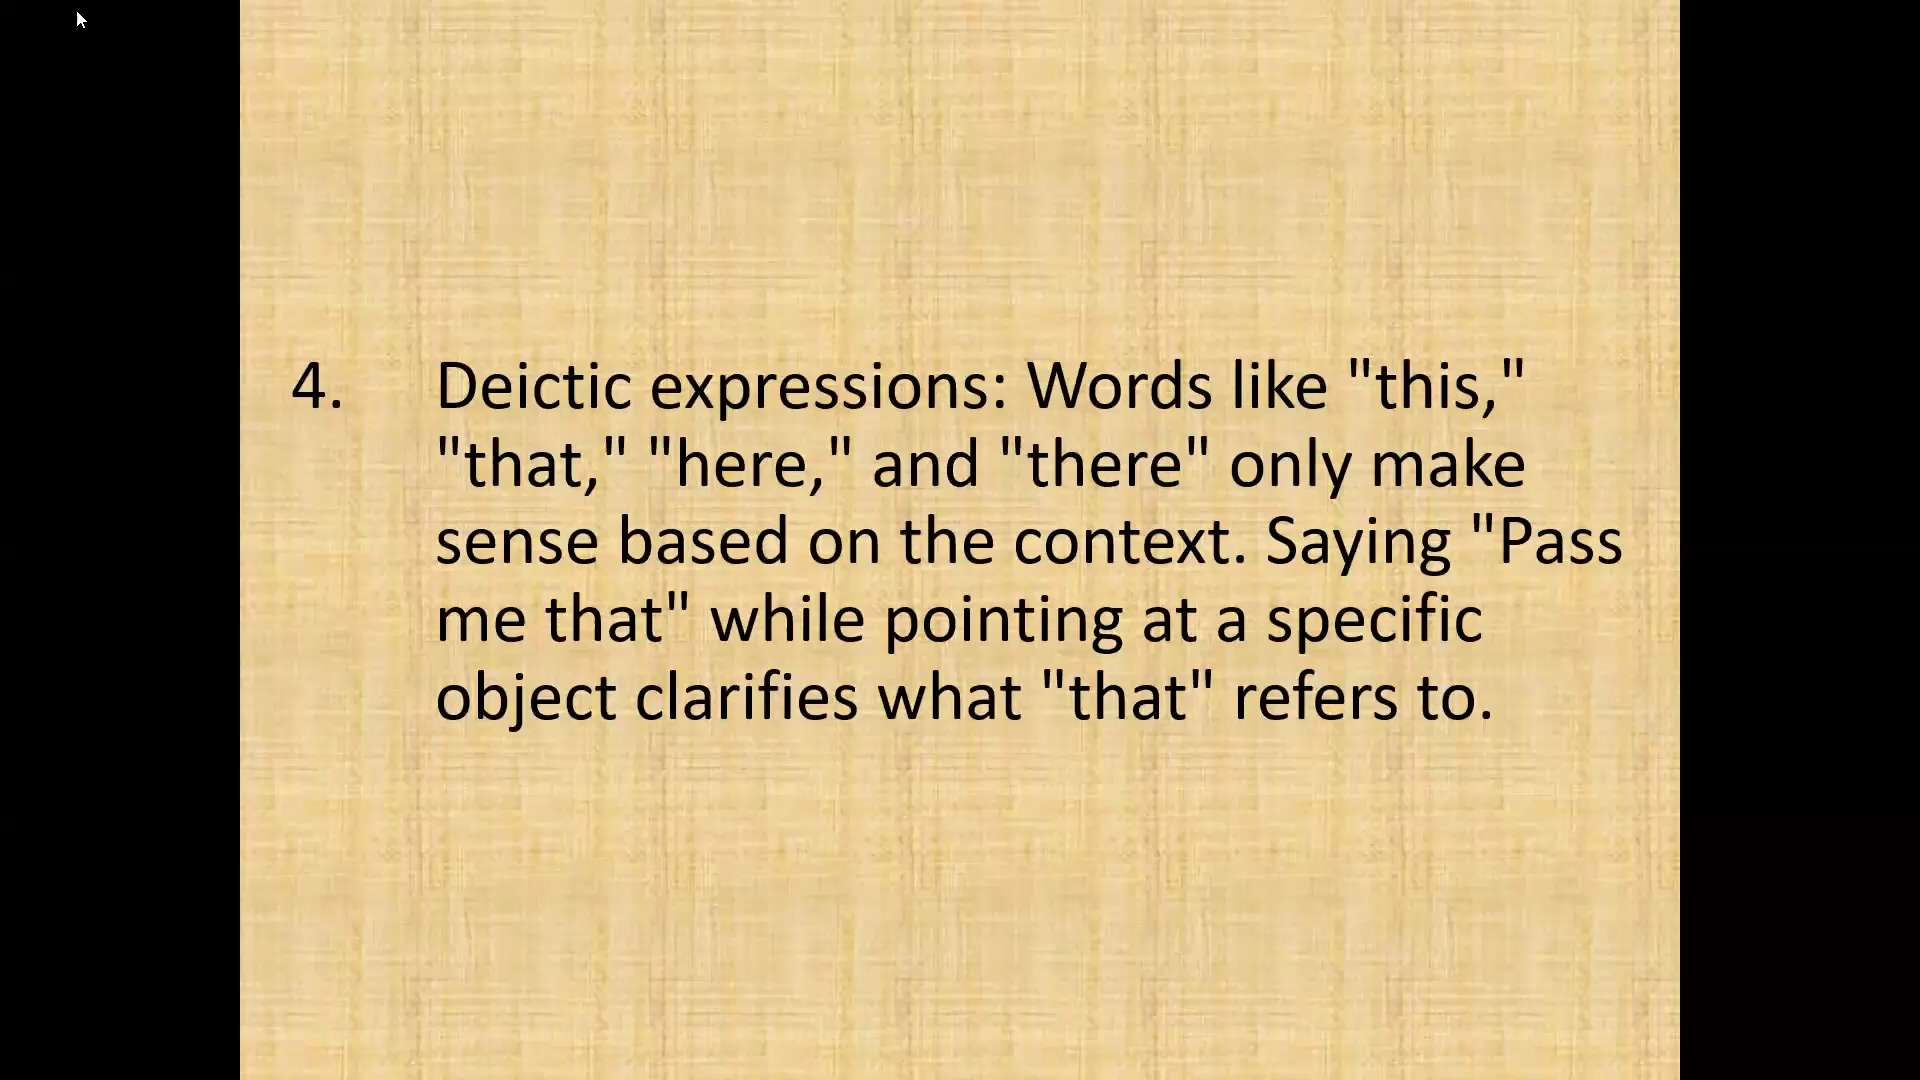 4. Deictic expressions: Words like "this,"
"that," "here," and "there" only make
sense based on the context. Saying "Pass
me that" while pointing at a specific
object clarifies what "that" refers to.